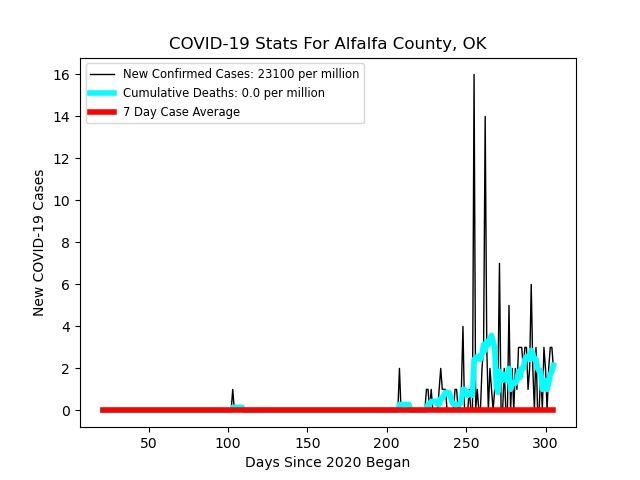 COVID-19 Stats For Alfalfa County, OK
New Confirmed Cases: 23100 per million
Cumulative Deaths: 0.0 per million
7 Day Case Average
16
14
12
10
8
6
4
2
0
New COVID-19 Cases
50 100 150 200 250 300
Days Since 2020 Began